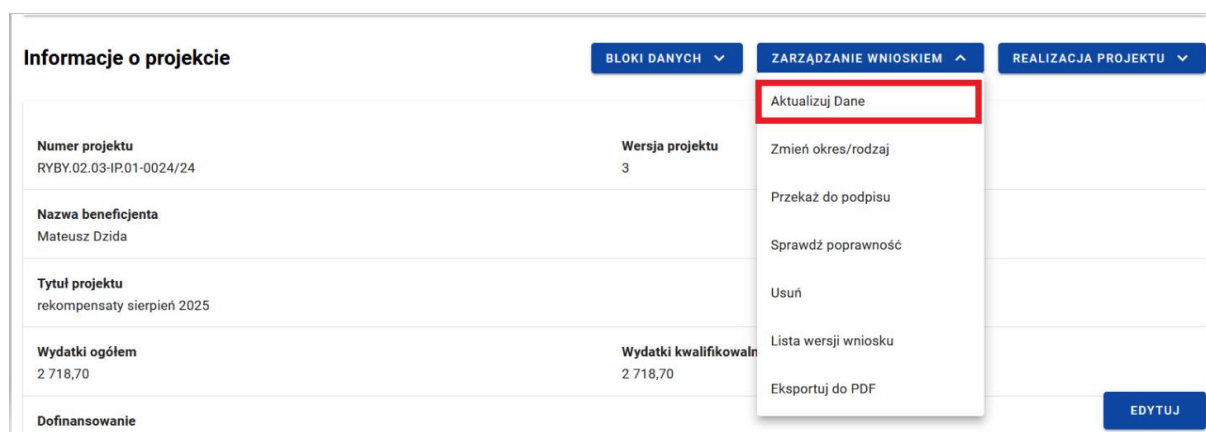 Informacje o projekcie
BLOKI DANYCH
ZARZĄDZANIE WNIOSKIEM
REALIZACJA PROJEKTU
Aktualizuj Dane
Zmień okres/rodzaj
Przekaż do podpisu
Sprawdź poprawność
Usuń
Lista wersji wniosku
Eksportuj do PDF
Numer projektu
RYBY.02.03-IP.01-0024/24
Wersja projektu
3
Nazwa beneficjenta
Mateusz Dzida
Tytuł projektu
rekompensaty sierpień 2025
Wydatki ogółem
2 718,70
Wydatki kwalifikowaln
2 718,70
Dofinansowanie
EDYTUJ